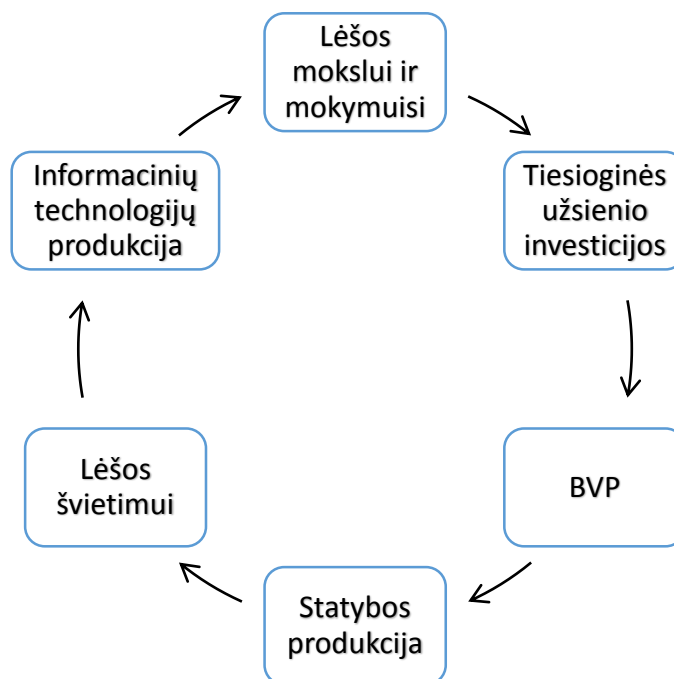 Lėšos
mokslui ir
mokymuisi
Tiesioginės
užsienio
investicijos
BVP
Statybos
produkcija
Lėšos
švietimui
Informacinių
technologijų
produkcija